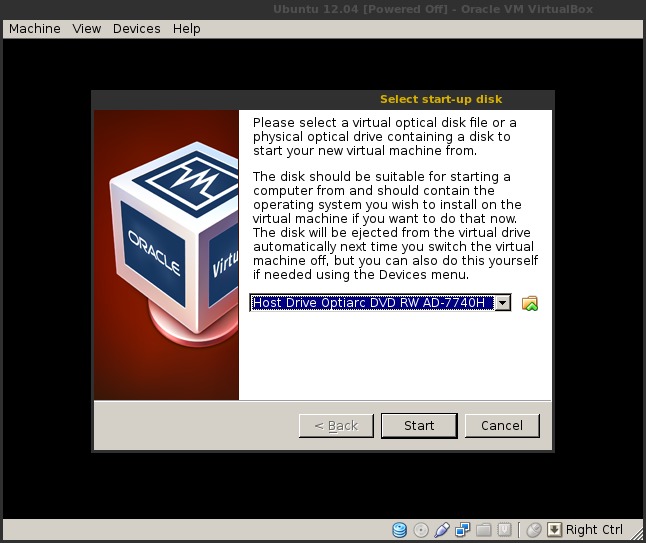 Ubuntu 12.04 [Powered Off] - Oracle VM VirtualBox
Machine View Devices Help
Select start-up disk
Please select a virtual optical disk file or a
physical optical drive containing a disk to
start your new virtual machine from.
The disk should be suitable for starting a
computer from and should contain the
operating system you wish to install on the
virtual machine if you want to do that now.
The disk will be ejected from the virtual drive
automatically next time you switch the virtual
machine off, but you can also do this yourself
if needed using the Devices menu.
ORACLE
Virtu
Host Drive Optiarc DVD RW AD-7740H
< Back Start Cancel
Right Ctrl